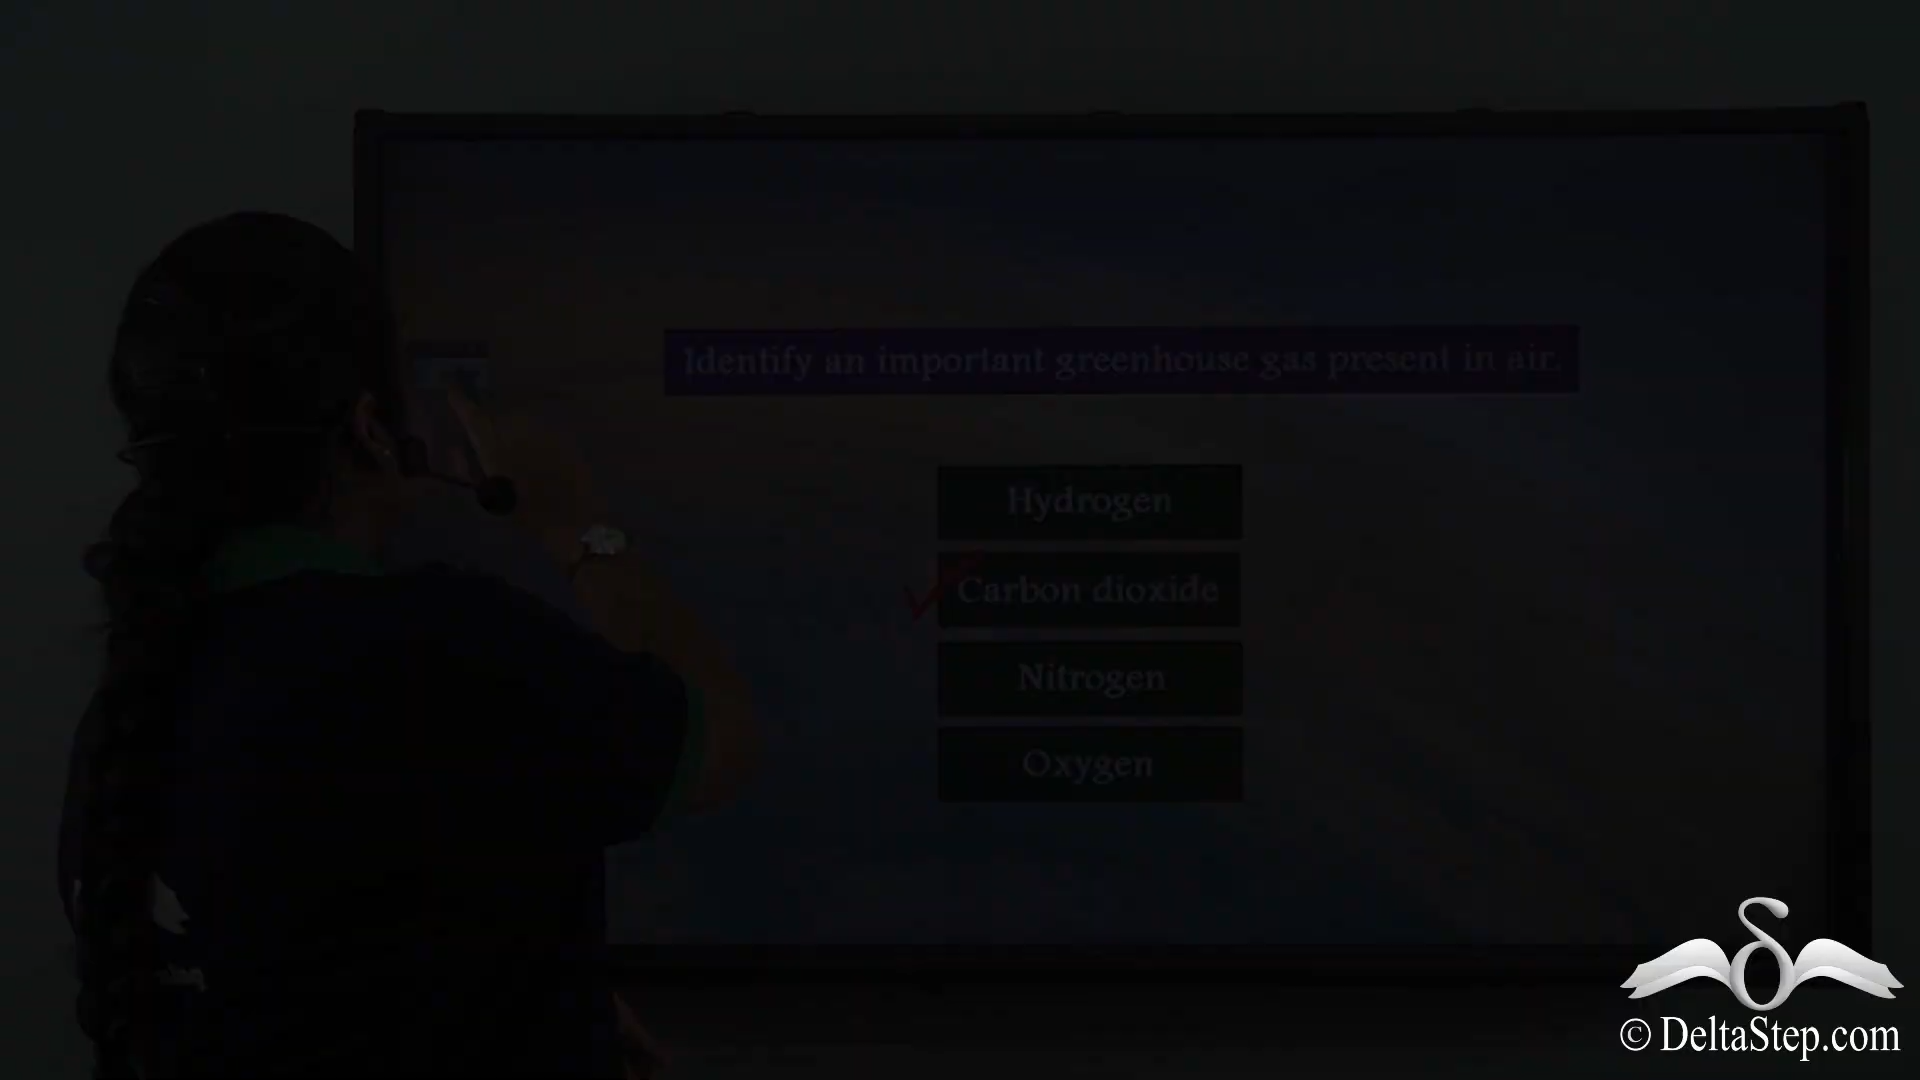 Identify an important greenhouse gas present in air.
Hydrogen
Carbon dioxide
Nitrogen
Oxygen
© DeltaStep.com